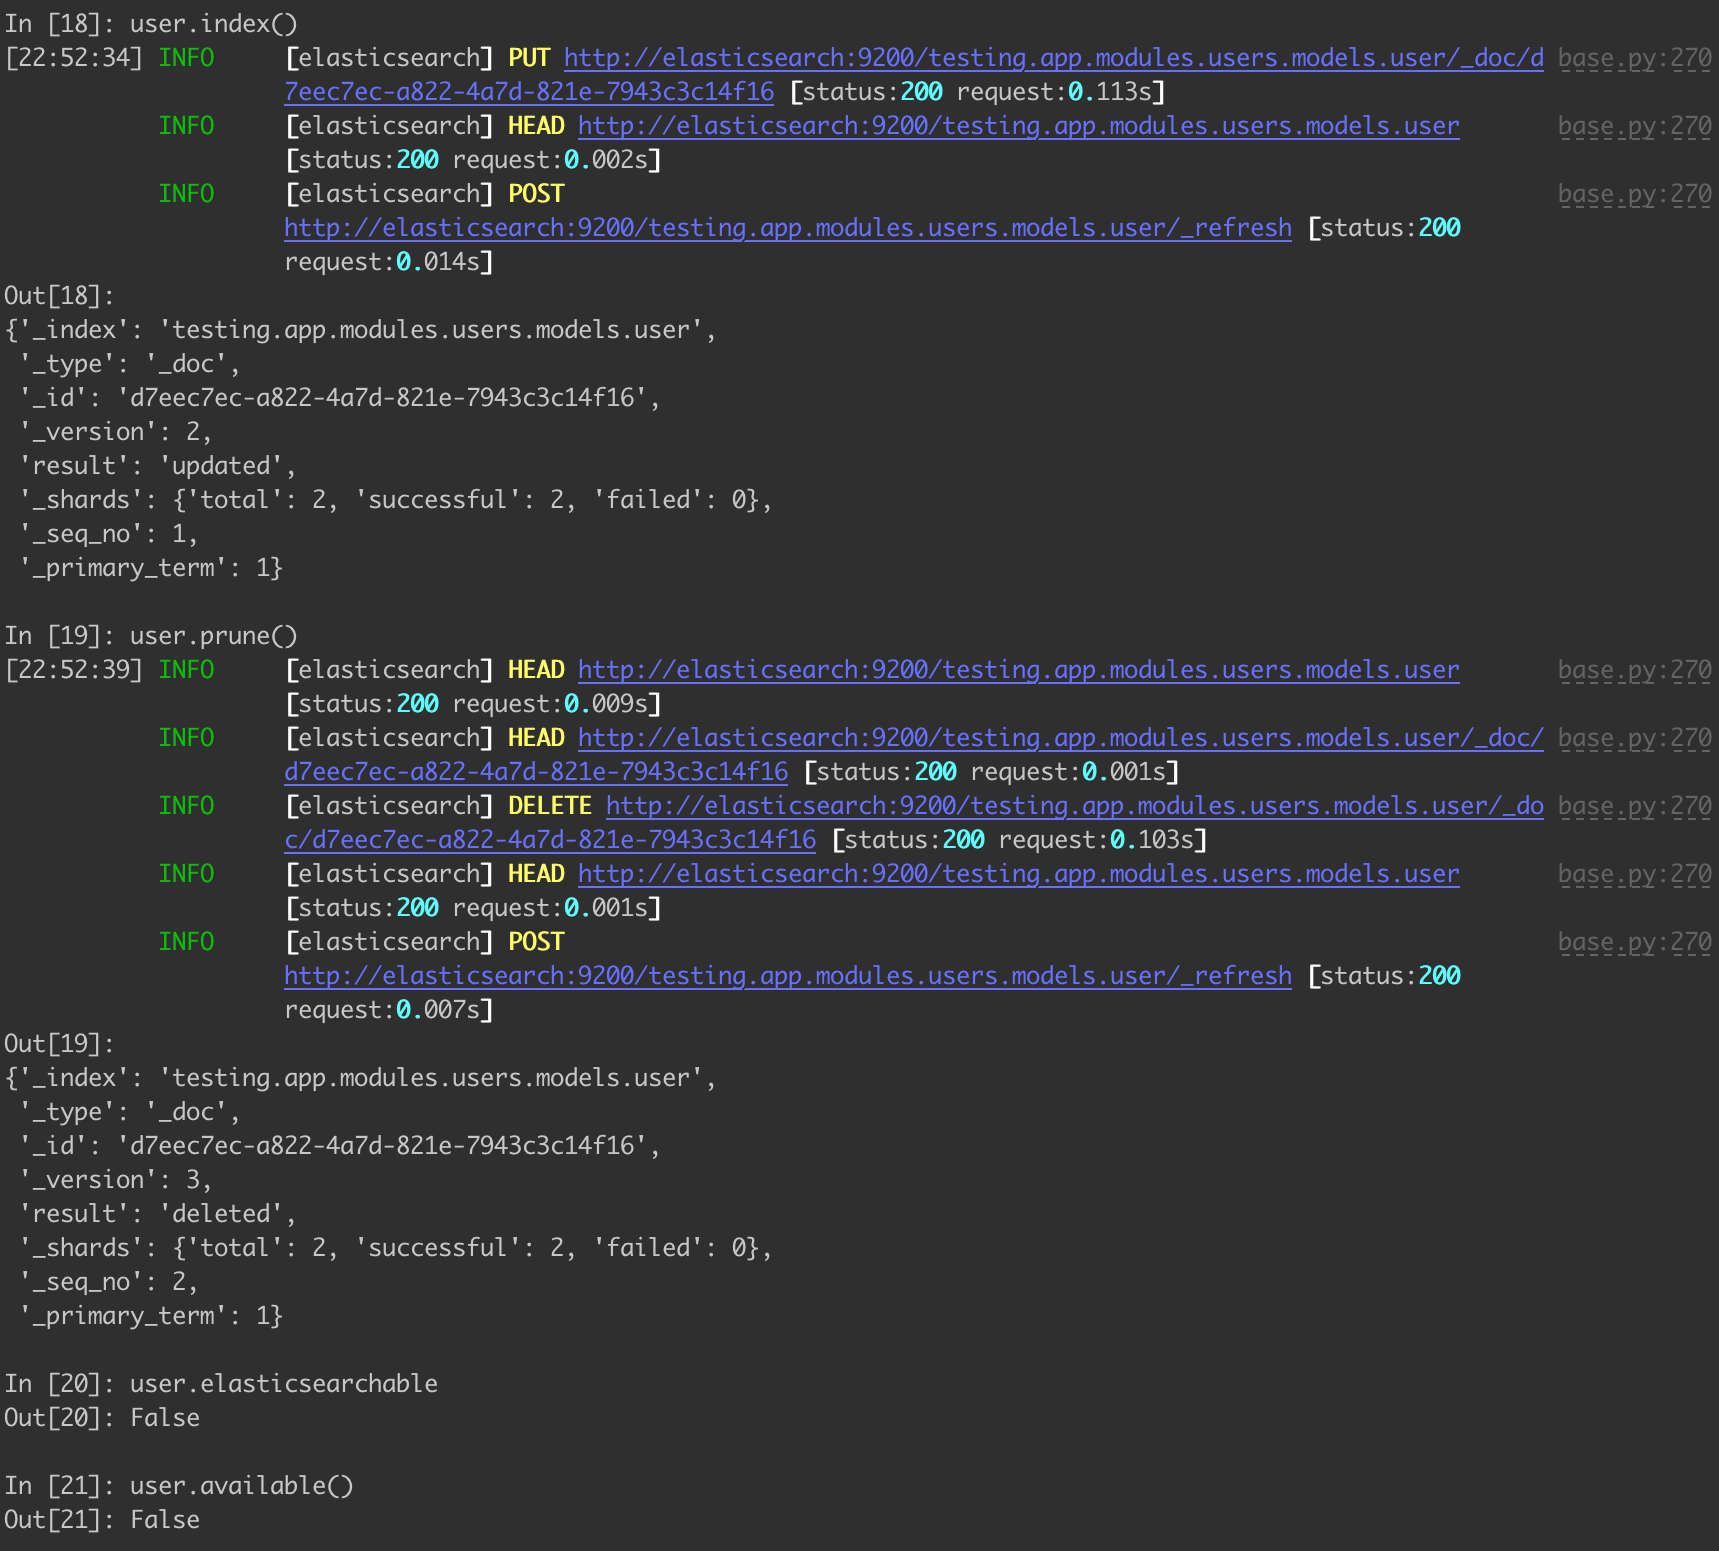 In [18]: user.index()
[22:52:34] INFO     [elasticsearch] PUT http://elasticsearch:9200/testing.app.modules.users.models.user/_doc/d base.py:270
                    7eec7ec-a822-4a7d-821e-7943c3c14f16 [status:200 request:0.113s]
           INFO     [elasticsearch] HEAD http://elasticsearch:9200/testing.app.modules.users.models.user       base.py:270
                    [status:200 request:0.002s]
           INFO     [elasticsearch] POST                                                                       base.py:270
                    http://elasticsearch:9200/testing.app.modules.users.models.user/_refresh [status:200
                    request:0.014s]
Out[18]:
{'_index': 'testing.app.modules.users.models.user',
 '_type': '_doc',
 '_id': 'd7eec7ec-a822-4a7d-821e-7943c3c14f16',
 '_version': 2,
 'result': 'updated',
 '_shards': {'total': 2, 'successful': 2, 'failed': 0},
 '_seq_no': 1,
 '_primary_term': 1}

In [19]: user.prune()
[22:52:39] INFO     [elasticsearch] HEAD http://elasticsearch:9200/testing.app.modules.users.models.user       base.py:270
                    [status:200 request:0.009s]
           INFO     [elasticsearch] HEAD http://elasticsearch:9200/testing.app.modules.users.models.user/_doc/ base.py:270
                    d7eec7ec-a822-4a7d-821e-7943c3c14f16 [status:200 request:0.001s]
           INFO     [elasticsearch] DELETE http://elasticsearch:9200/testing.app.modules.users.models.user/_do base.py:270
                    c/d7eec7ec-a822-4a7d-821e-7943c3c14f16 [status:200 request:0.103s]
           INFO     [elasticsearch] HEAD http://elasticsearch:9200/testing.app.modules.users.models.user       base.py:270
                    [status:200 request:0.001s]
           INFO     [elasticsearch] POST                                                                       base.py:270
                    http://elasticsearch:9200/testing.app.modules.users.models.user/_refresh [status:200
                    request:0.007s]
Out[19]:
{'_index': 'testing.app.modules.users.models.user',
 '_type': '_doc',
 '_id': 'd7eec7ec-a822-4a7d-821e-7943c3c14f16',
 '_version': 3,
 'result': 'deleted',
 '_shards': {'total': 2, 'successful': 2, 'failed': 0},
 '_seq_no': 2,
 '_primary_term': 1}

In [20]: user.elasticsearchable
Out[20]: False

In [21]: user.available()
Out[21]: False